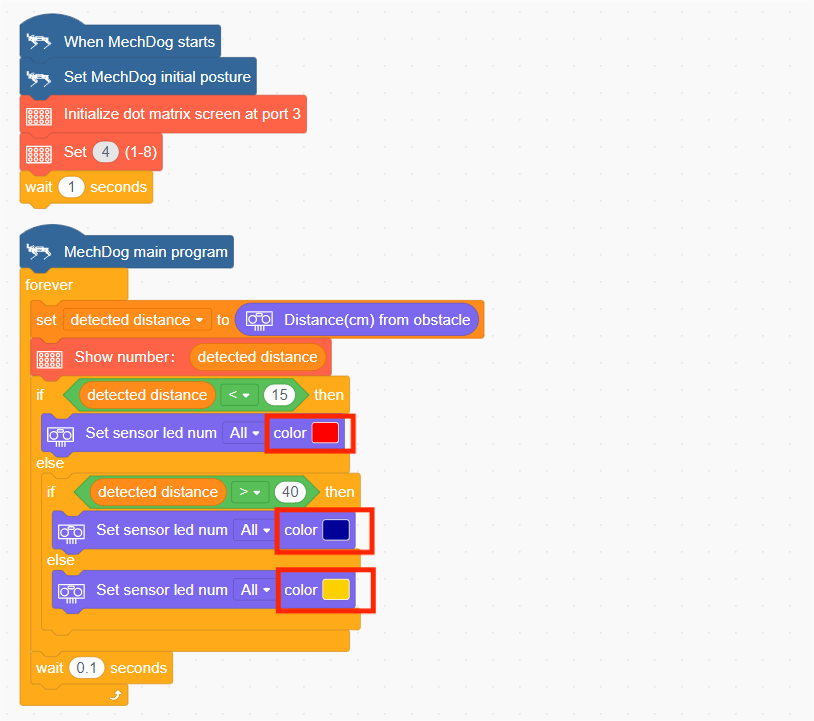 When MechDog starts
Set MechDog initial posture
Initialize dot matrix screen at port 3
Set 4 (1-8)
wait 1 seconds
MechDog main program
forever
set detected distance to Distance(cm) from obstacle
Show number: detected distance
if detected distance < 15 then
Set sensor led num All color
else
if detected distance > 40 then
Set sensor led num All color
else
Set sensor led num All color
wait 0.1 seconds